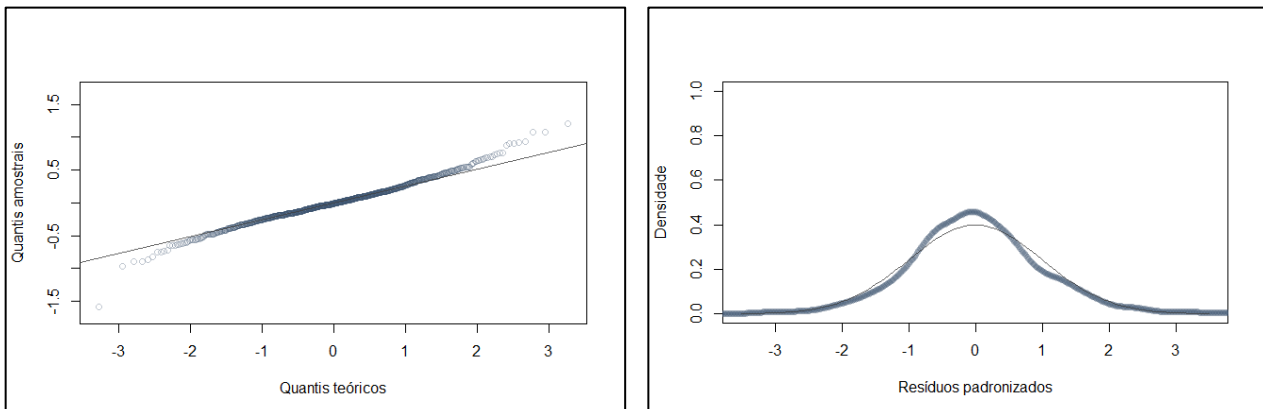 1.5
0.5
-0.5
-1.5
Quantis amostrais
-3 -2 -1 0 1 2 3
Quantis teóricos
1.0
0.8
0.6
0.4
0.2
0.0
Densidade
-3 -2 -1 0 1 2 3
Resíduos padronizados